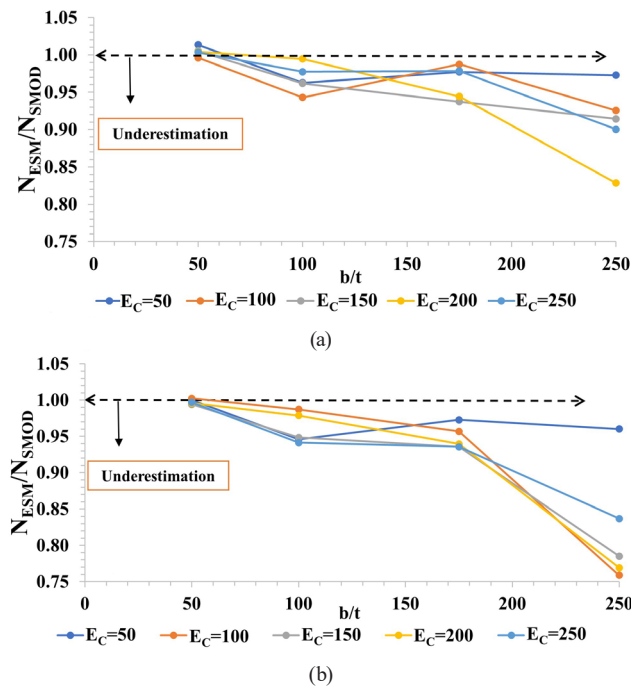 1.05
1.00
0.95
0.90
0.85
0.80
0.75
N_ESM/N_SMOD
Underestimation
0 50 100 150 200 250
b/t
E_C=50 E_C=100 E_C=150 E_C=200 E_C=250
(a)
1.05
1.00
0.95
0.90
0.85
0.80
0.75
N_ESM/N_SMOD
Underestimation
0 50 100 150 200 250
b/t
E_C=50 E_C=100 E_C=150 E_C=200 E_C=250
(b)